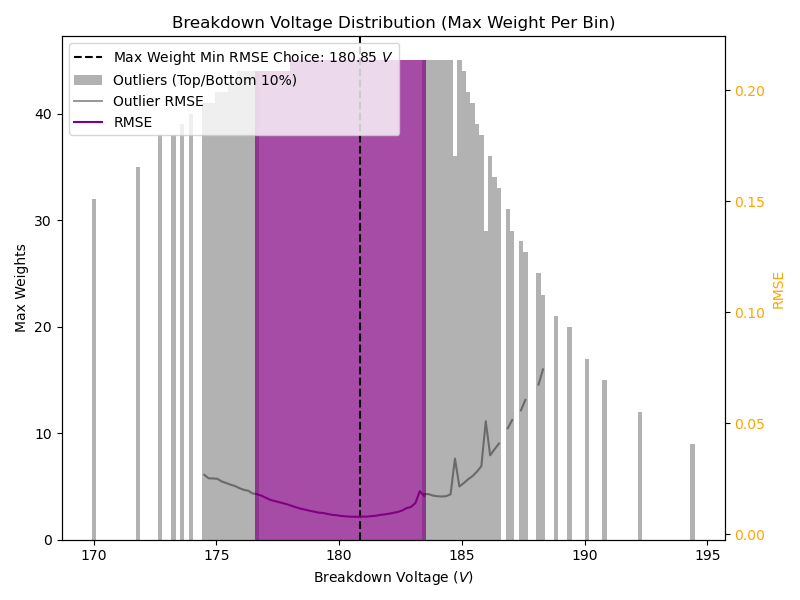 Breakdown Voltage Distribution (Max Weight Per Bin)
Max Weight Min RMSE Choice: 180.85 V
Outliers (Top/Bottom 10%)
Outlier RMSE
RMSE
Max Weights
0
10
20
30
40
RMSE
0.00
0.05
0.10
0.15
0.20
170
175
180
185
190
195
Breakdown Voltage (V)